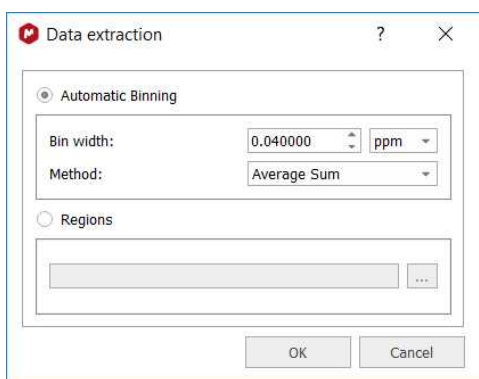 Data extraction ?
Automatic Binning
Bin width: 0.040000 ppm
Method: Average Sum
Regions
...
OK Cancel